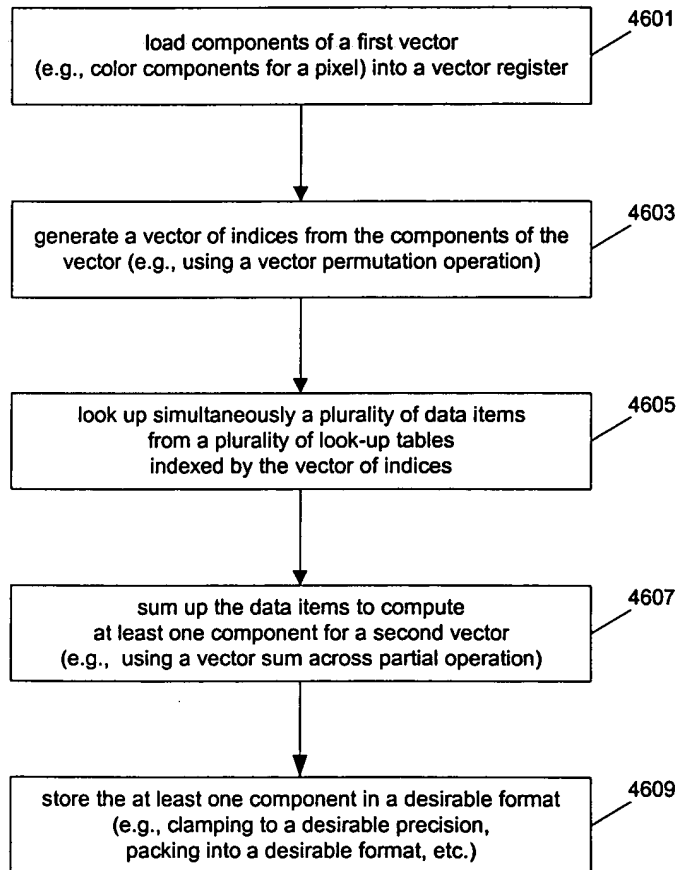 4601
load components of a first vector
(e.g., color components for a pixel) into a vector register
4603
generate a vector of indices from the components of the
vector (e.g., using a vector permutation operation)
4605
look up simultaneously a plurality of data items
from a plurality of look-up tables
indexed by the vector of indices
4607
sum up the data items to compute
at least one component for a second vector
(e.g., using a vector sum across partial operation)
4609
store the at least one component in a desirable format
(e.g., clamping to a desirable precision,
packing into a desirable format, etc.)